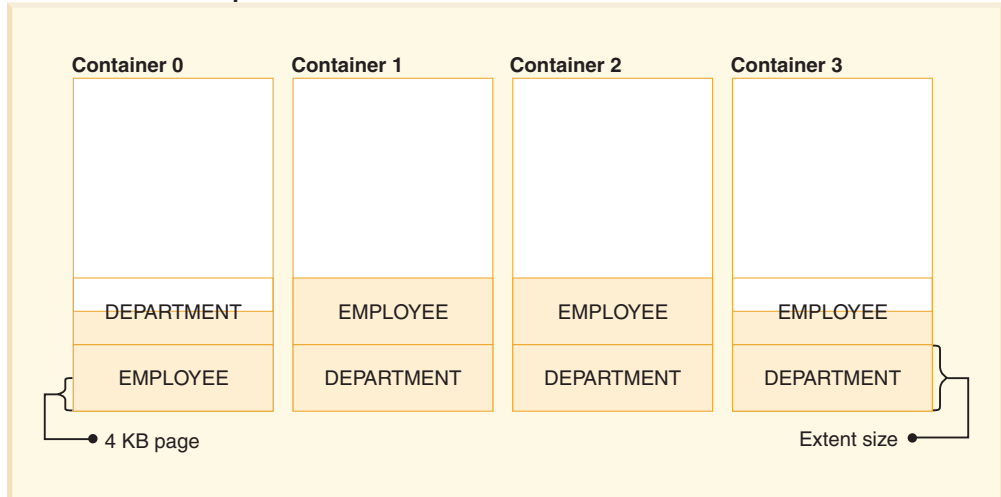 Container 0
Container 1
Container 2
Container 3
DEPARTMENT
EMPLOYEE
EMPLOYEE
EMPLOYEE
EMPLOYEE
DEPARTMENT
DEPARTMENT
DEPARTMENT
4 KB page
Extent size